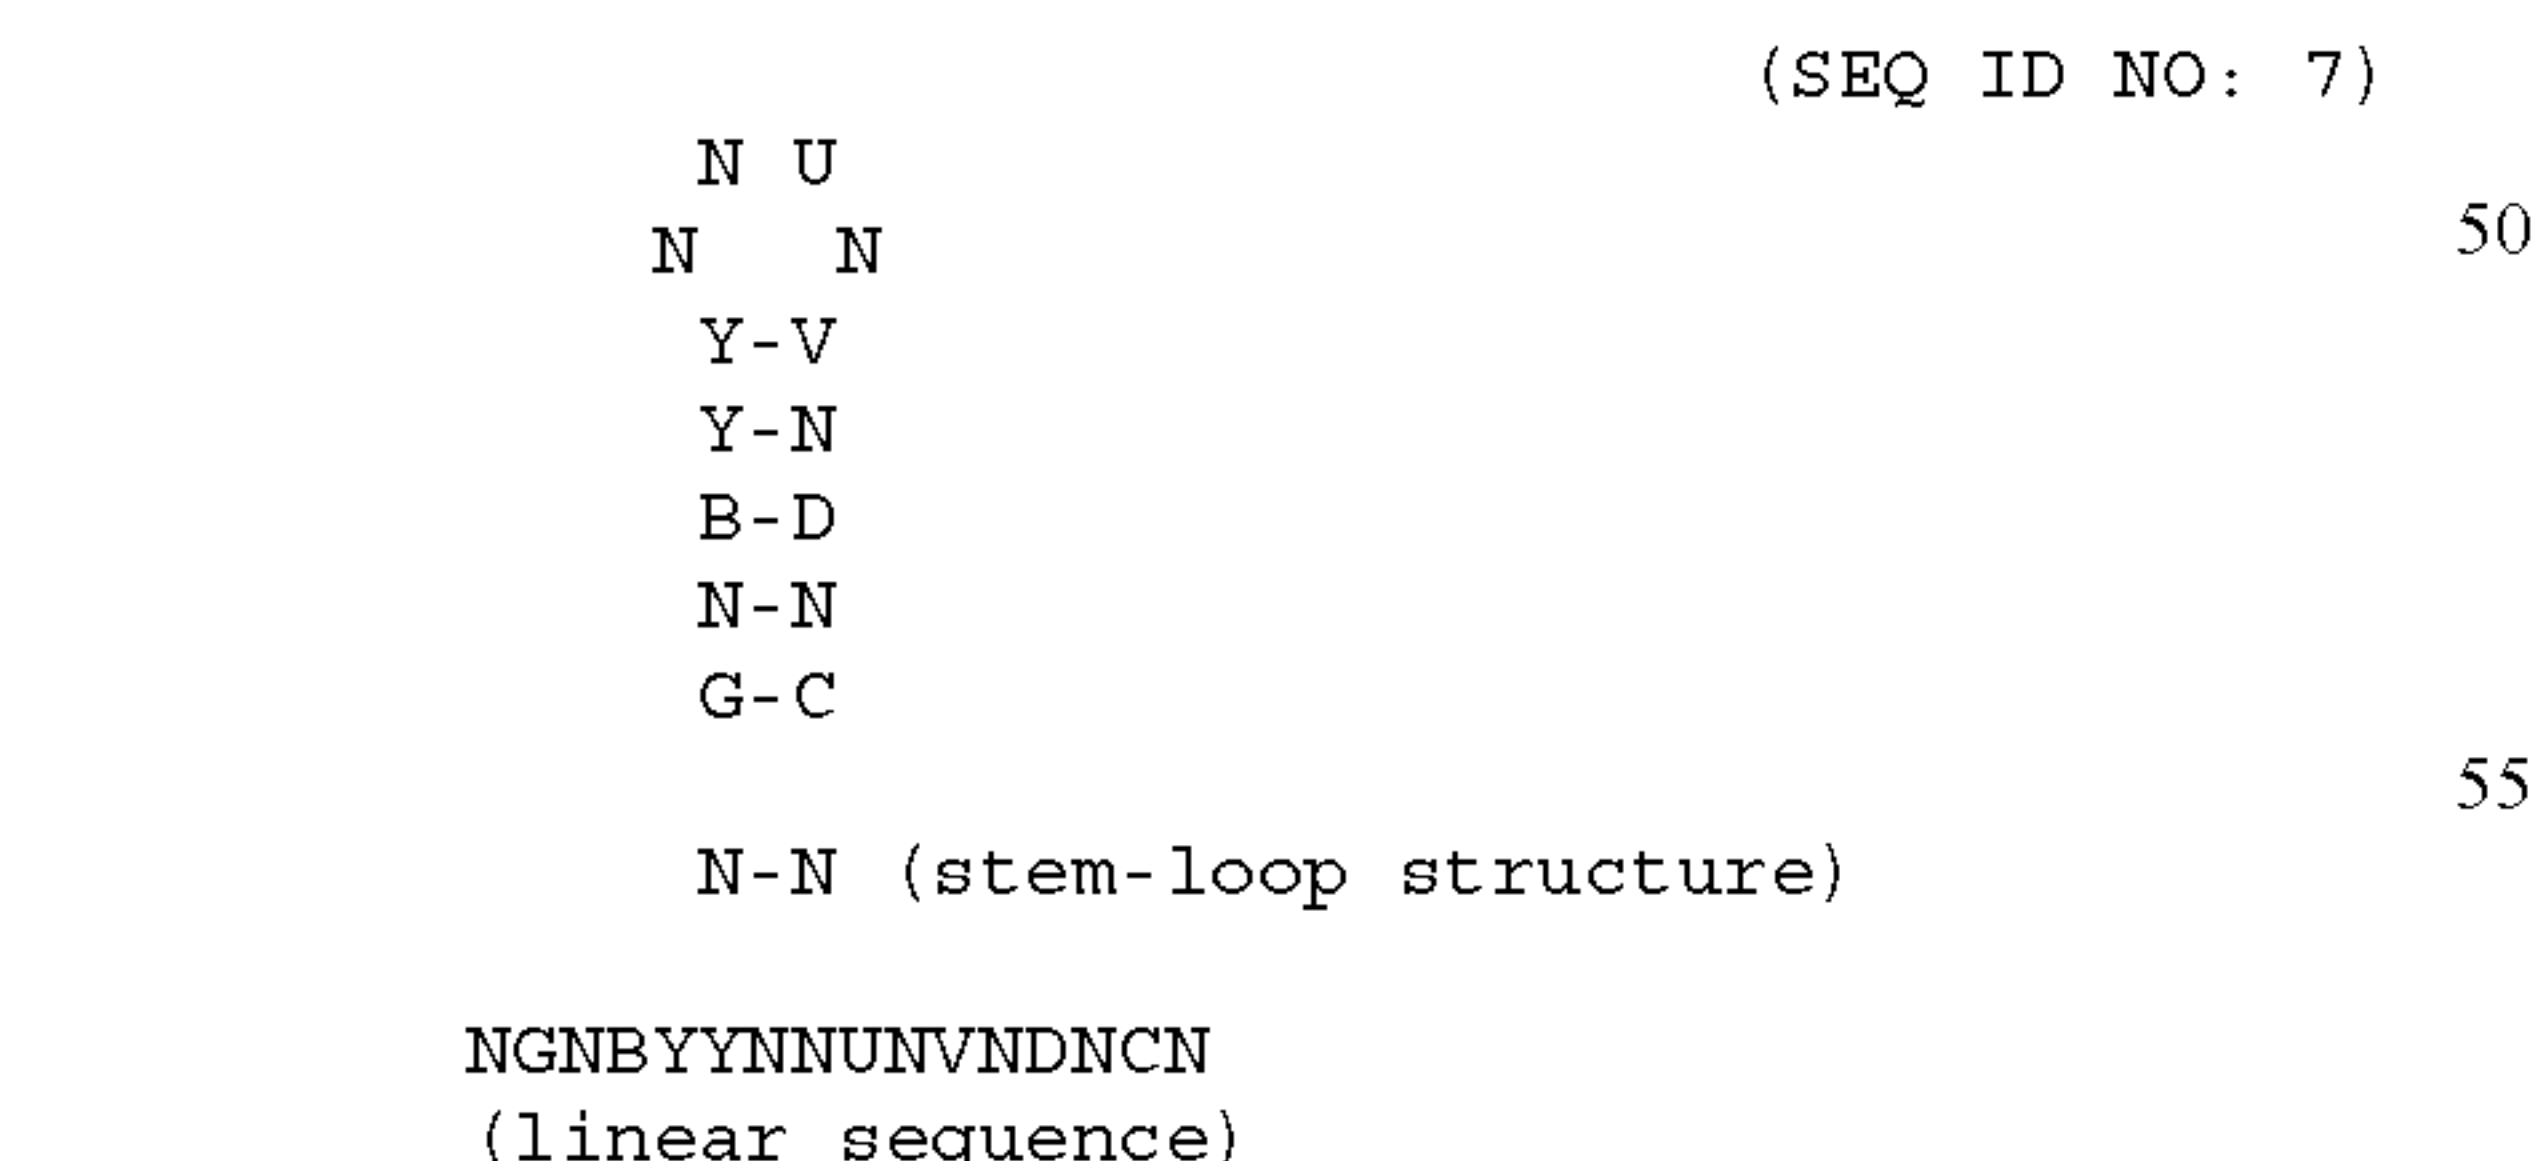 (SEQ ID NO: 7)
N U
50
N N
Y-V
Y-N
B-D
N-N
G-C
55
N-N (stem-loop structure)
NGNBYYNNUNVNDNCN
(linear sequence)